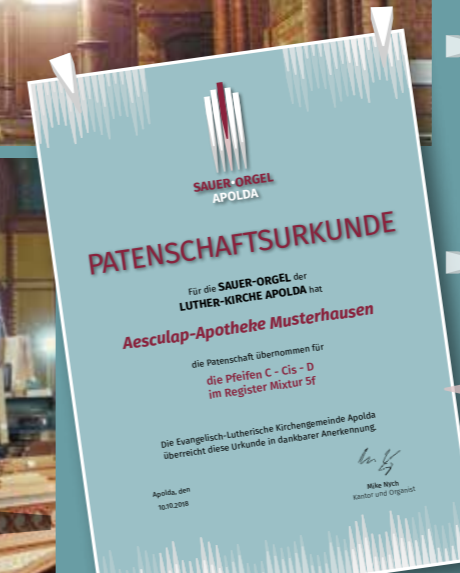 SAUER-ORGEL
APOLDA
PATENSCHAFTSURKUNDE
Für die SAUER-ORGEL der
LUTHER-KIRCHE APOLDA hat
Aesculap-Apotheke Musterhausen
die Patenschaft übernommen für
die Pfeifen C - Cis - D
im Register Mixtur 5f
Die Evangelisch-Lutherische Kirchengemeinde Apolda
überreicht diese Urkunde in dankbarer Anerkennung.
Apolda, den
10.10.2018
Mike Nych
Kantor und Organist